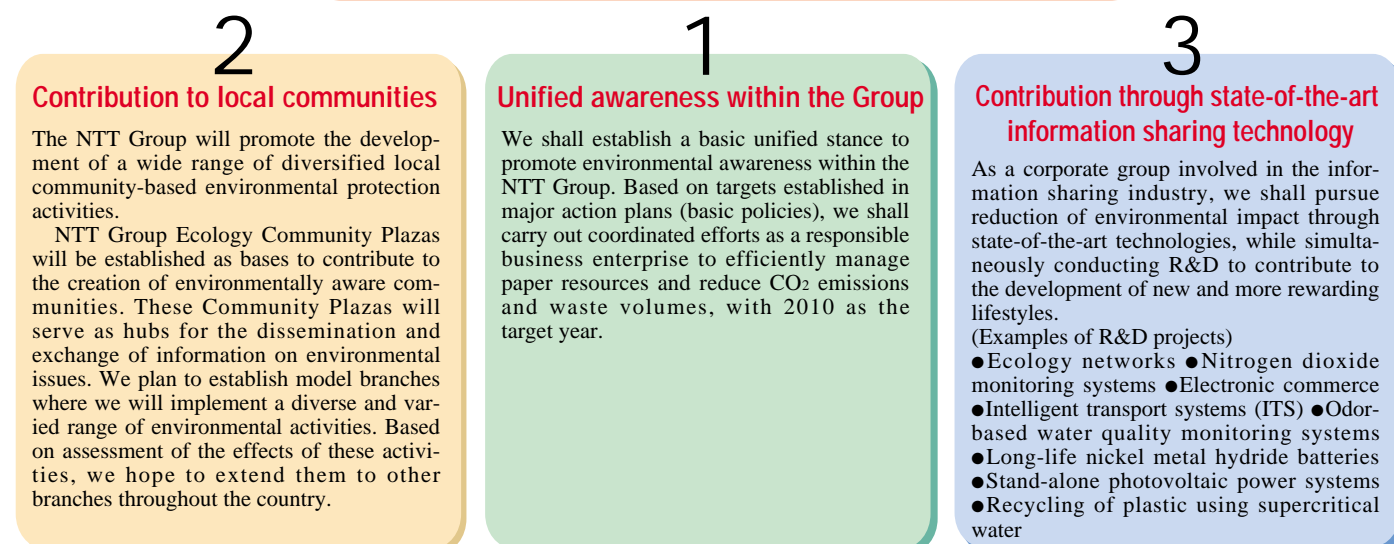 2
Contribution to local communities
The NTT Group will promote the develop-
ment of a wide range of diversified local
community-based environmental protection
activities.
NTT Group Ecology Community Plazas
will be established as bases to contribute to
the creation of environmentally aware com-
munities. These Community Plazas will
serve as hubs for the dissemination and
exchange of information on environmental
issues. We plan to establish model branches
where we will implement a diverse and var-
ied range of environmental activities. Based
on assessment of the effects of these activi-
ties, we hope to extend them to other
branches throughout the country.
1
Unified awareness within the Group
We shall establish a basic unified stance to
promote environmental awareness within the
NTT Group. Based on targets established in
major action plans (basic policies), we shall
carry out coordinated efforts as a responsible
business enterprise to efficiently manage
paper resources and reduce CO2 emissions
and waste volumes, with 2010 as the
target year.
3
Contribution through state-of-the-art
information sharing technology
As a corporate group involved in the infor-
mation sharing industry, we shall pursue
reduction of environmental impact through
state-of-the-art technologies, while simulta-
neously conducting R&D to contribute to
the development of new and more rewarding
lifestyles.
(Examples of R&D projects)
●Ecology networks ●Nitrogen dioxide
monitoring systems ●Electronic commerce
●Intelligent transport systems (ITS) ●Odor-
based water quality monitoring systems
●Long-life nickel metal hydride batteries
●Stand-alone photovoltaic power systems
●Recycling of plastic using supercritical
water